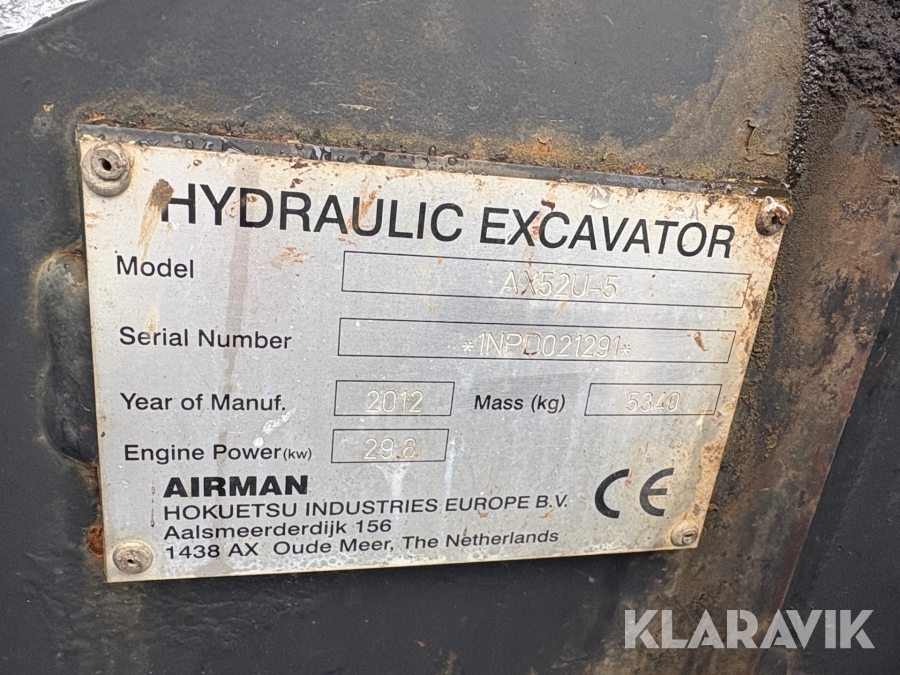 HYDRAULIC EXCAVATOR
Model AX52U-5
Serial Number *1NPD021291*
Year of Manuf. 2012 Mass (kg) 5340
Engine Power (kw) 29.8
AIRMAN
HOKUETSU INDUSTRIES EUROPE B.V.
Aalsmeerderdijk 156
1438 AX Oude Meer, The Netherlands
CE
KLARAVIK